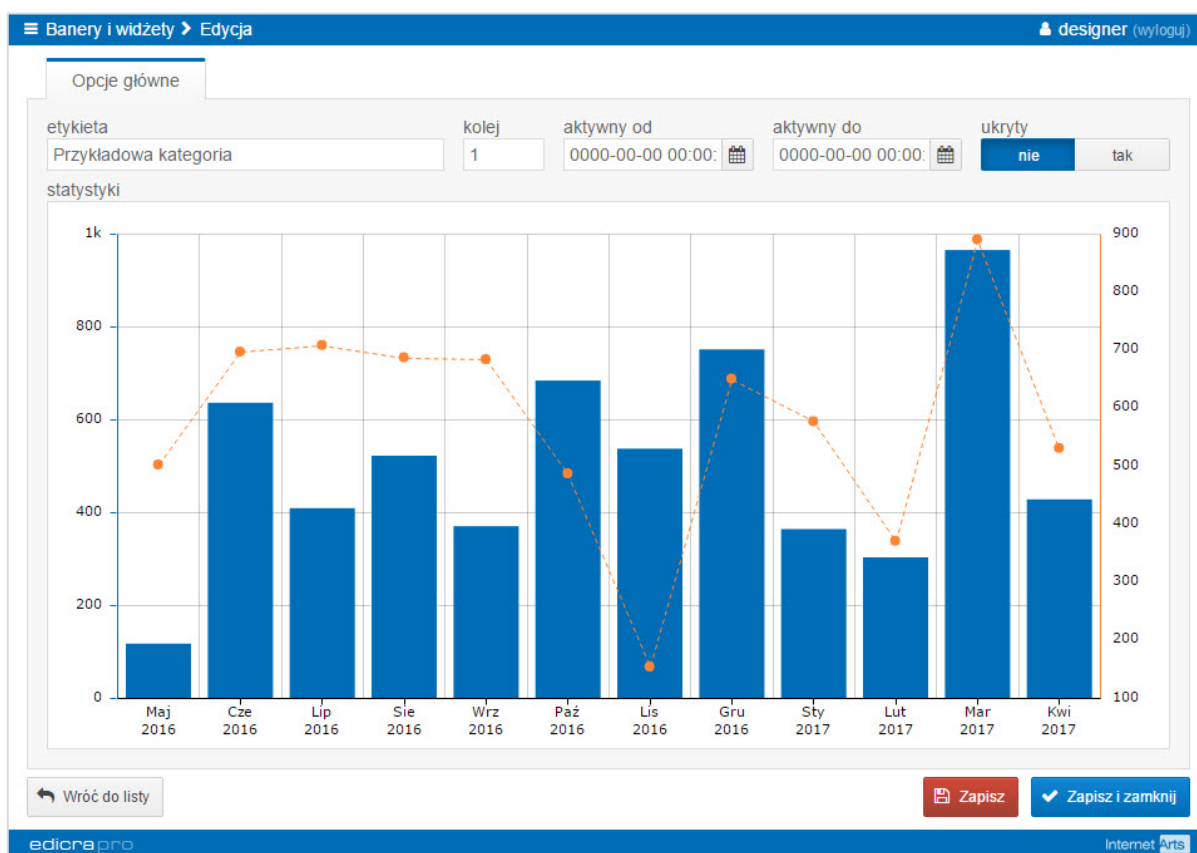 Banery i widżety Edycja designer (wyloguj)
Opcje główne
etykieta kolej aktywny od aktywny do ukryty
Przykładowa kategoria 1 0000-00-00 00:00: 0000-00-00 00:00: nie tak
statystyki
1k 900
800
800
700
600 600
500
400 400
300
200 200
0 100
Maj Cze Lip Sie Wrz Paź Lis Gru Sty Lut Mar Kwi
2016 2016 2016 2016 2016 2016 2016 2016 2017 2017 2017 2017
Wróć do listy Zapisz Zapisz i zamknij
edicrapro Internet Arts